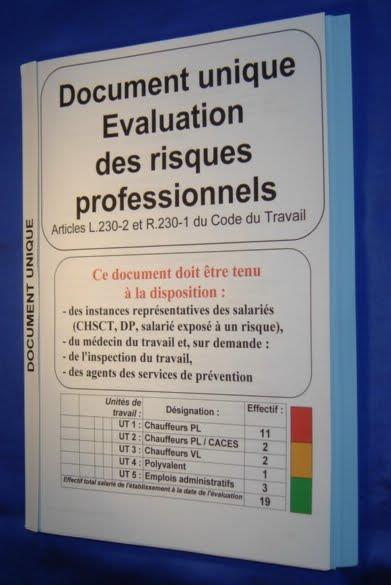 DOCUMENT UNIQUE
Document unique
Evaluation
des risques
professionnels
Articles L.230-2 et R.230-1 du Code du Travail
Ce document doit être tenu
à la disposition :
- des instances représentatives des salariés
(CHSCT, DP, salarié exposé à un risque),
- du médecin du travail et, sur demande :
- de l'inspection du travail,
- des agents des services de prévention
Unités de travail : Désignation : Effectif :
UT 1 : Chauffeurs PL 11
UT 2 : Chauffeurs PL / CACES 2
UT 3 : Chauffeurs VL 2
UT 4 : Polyvalent 1
UT 5 : Emplois administratifs 3
Effectif total salarié de l'établissement à la date de l'évaluation 19